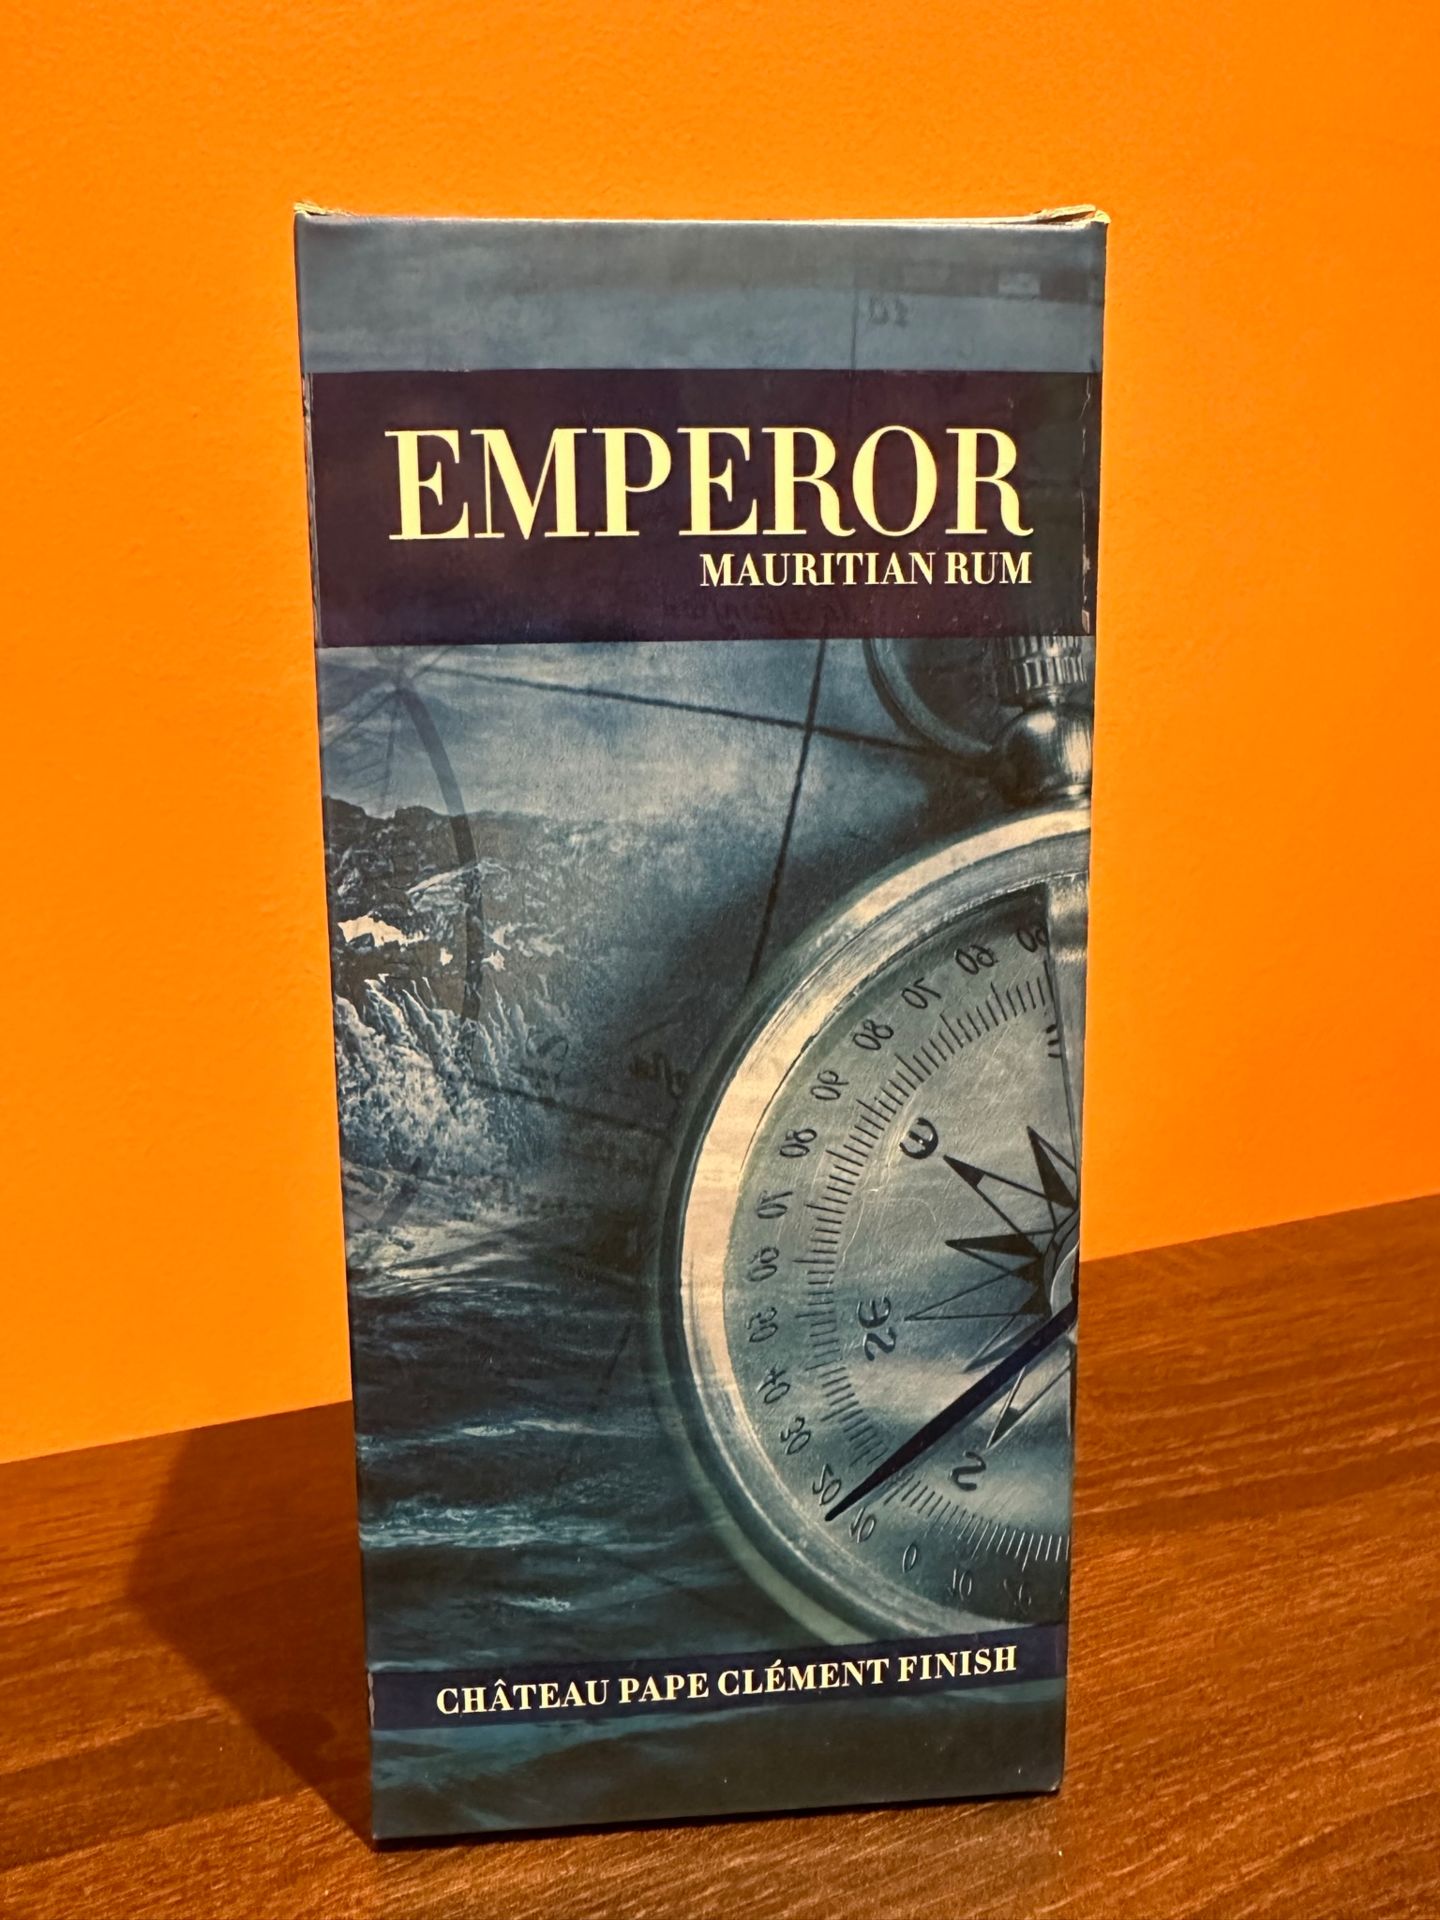 EMPEROR
MAURITIAN RUM
CHÂTEAU PAPE CLÉMENT FINISH